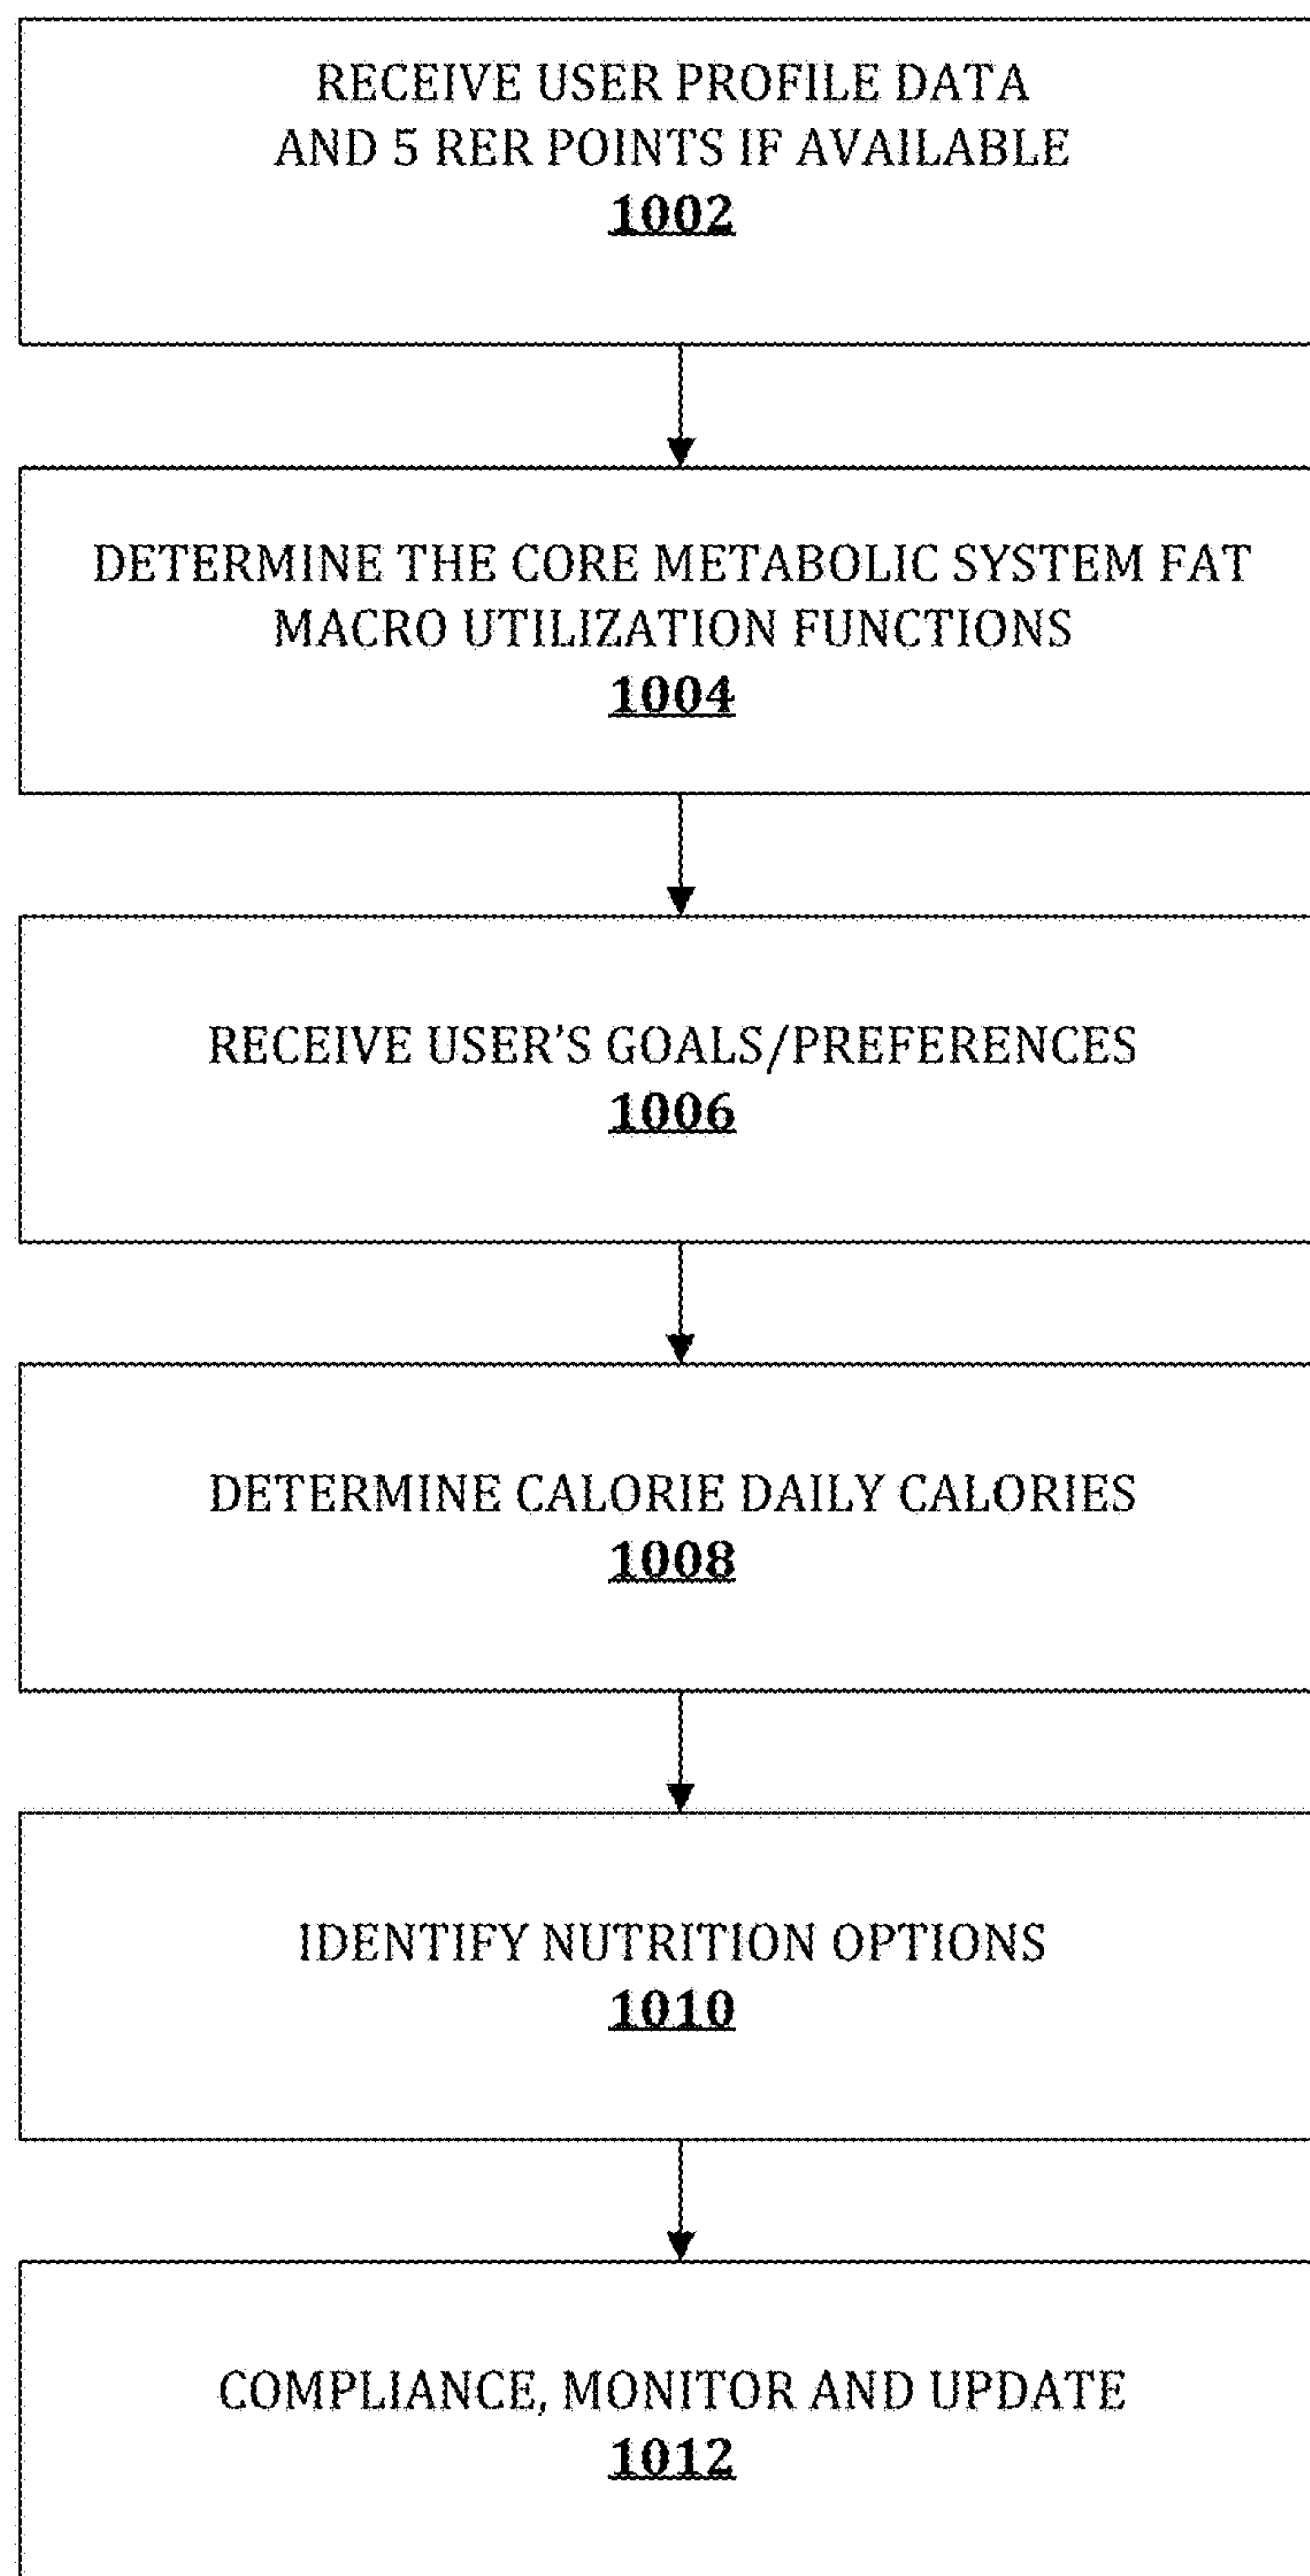 RECEIVE USER PROFILE DATA
AND 5 RER POINTS IF AVAILABLE
1002
DETERMINE THE CORE METABOLIC SYSTEM FAT
MACRO UTILIZATION FUNCTIONS
1004
RECEIVE USER’S GOALS/PREFERENCES
1006
DETERMINE CALORIE DAILY CALORIES
1008
IDENTIFY NUTRITION OPTIONS
1010
COMPLIANCE, MONITOR AND UPDATE
1012